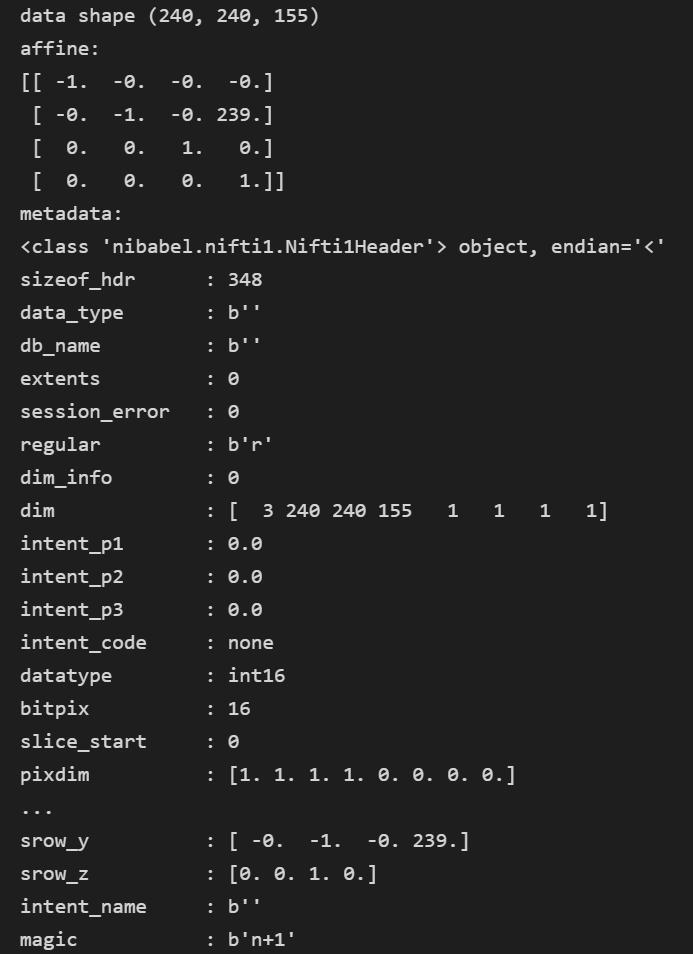 data shape (240, 240, 155)
affine:
[[ -1.  -0.  -0.  -0.]
 [ -0.  -1.  -0. 239.]
 [  0.   0.   1.   0.]
 [  0.   0.   0.   1.]]
metadata:
<class 'nibabel.nifti1.Nifti1Header'> object, endian='<'
sizeof_hdr      : 348
data_type       : b''
db_name         : b''
extents         : 0
session_error   : 0
regular         : b'r'
dim_info        : 0
dim             : [  3 240 240 155   1   1   1   1]
intent_p1       : 0.0
intent_p2       : 0.0
intent_p3       : 0.0
intent_code     : none
datatype        : int16
bitpix          : 16
slice_start     : 0
pixdim          : [1. 1. 1. 1. 0. 0. 0. 0.]
...
srow_y          : [ -0.  -1.  -0. 239.]
srow_z          : [0. 0. 1. 0.]
intent_name     : b''
magic           : b'n+1'